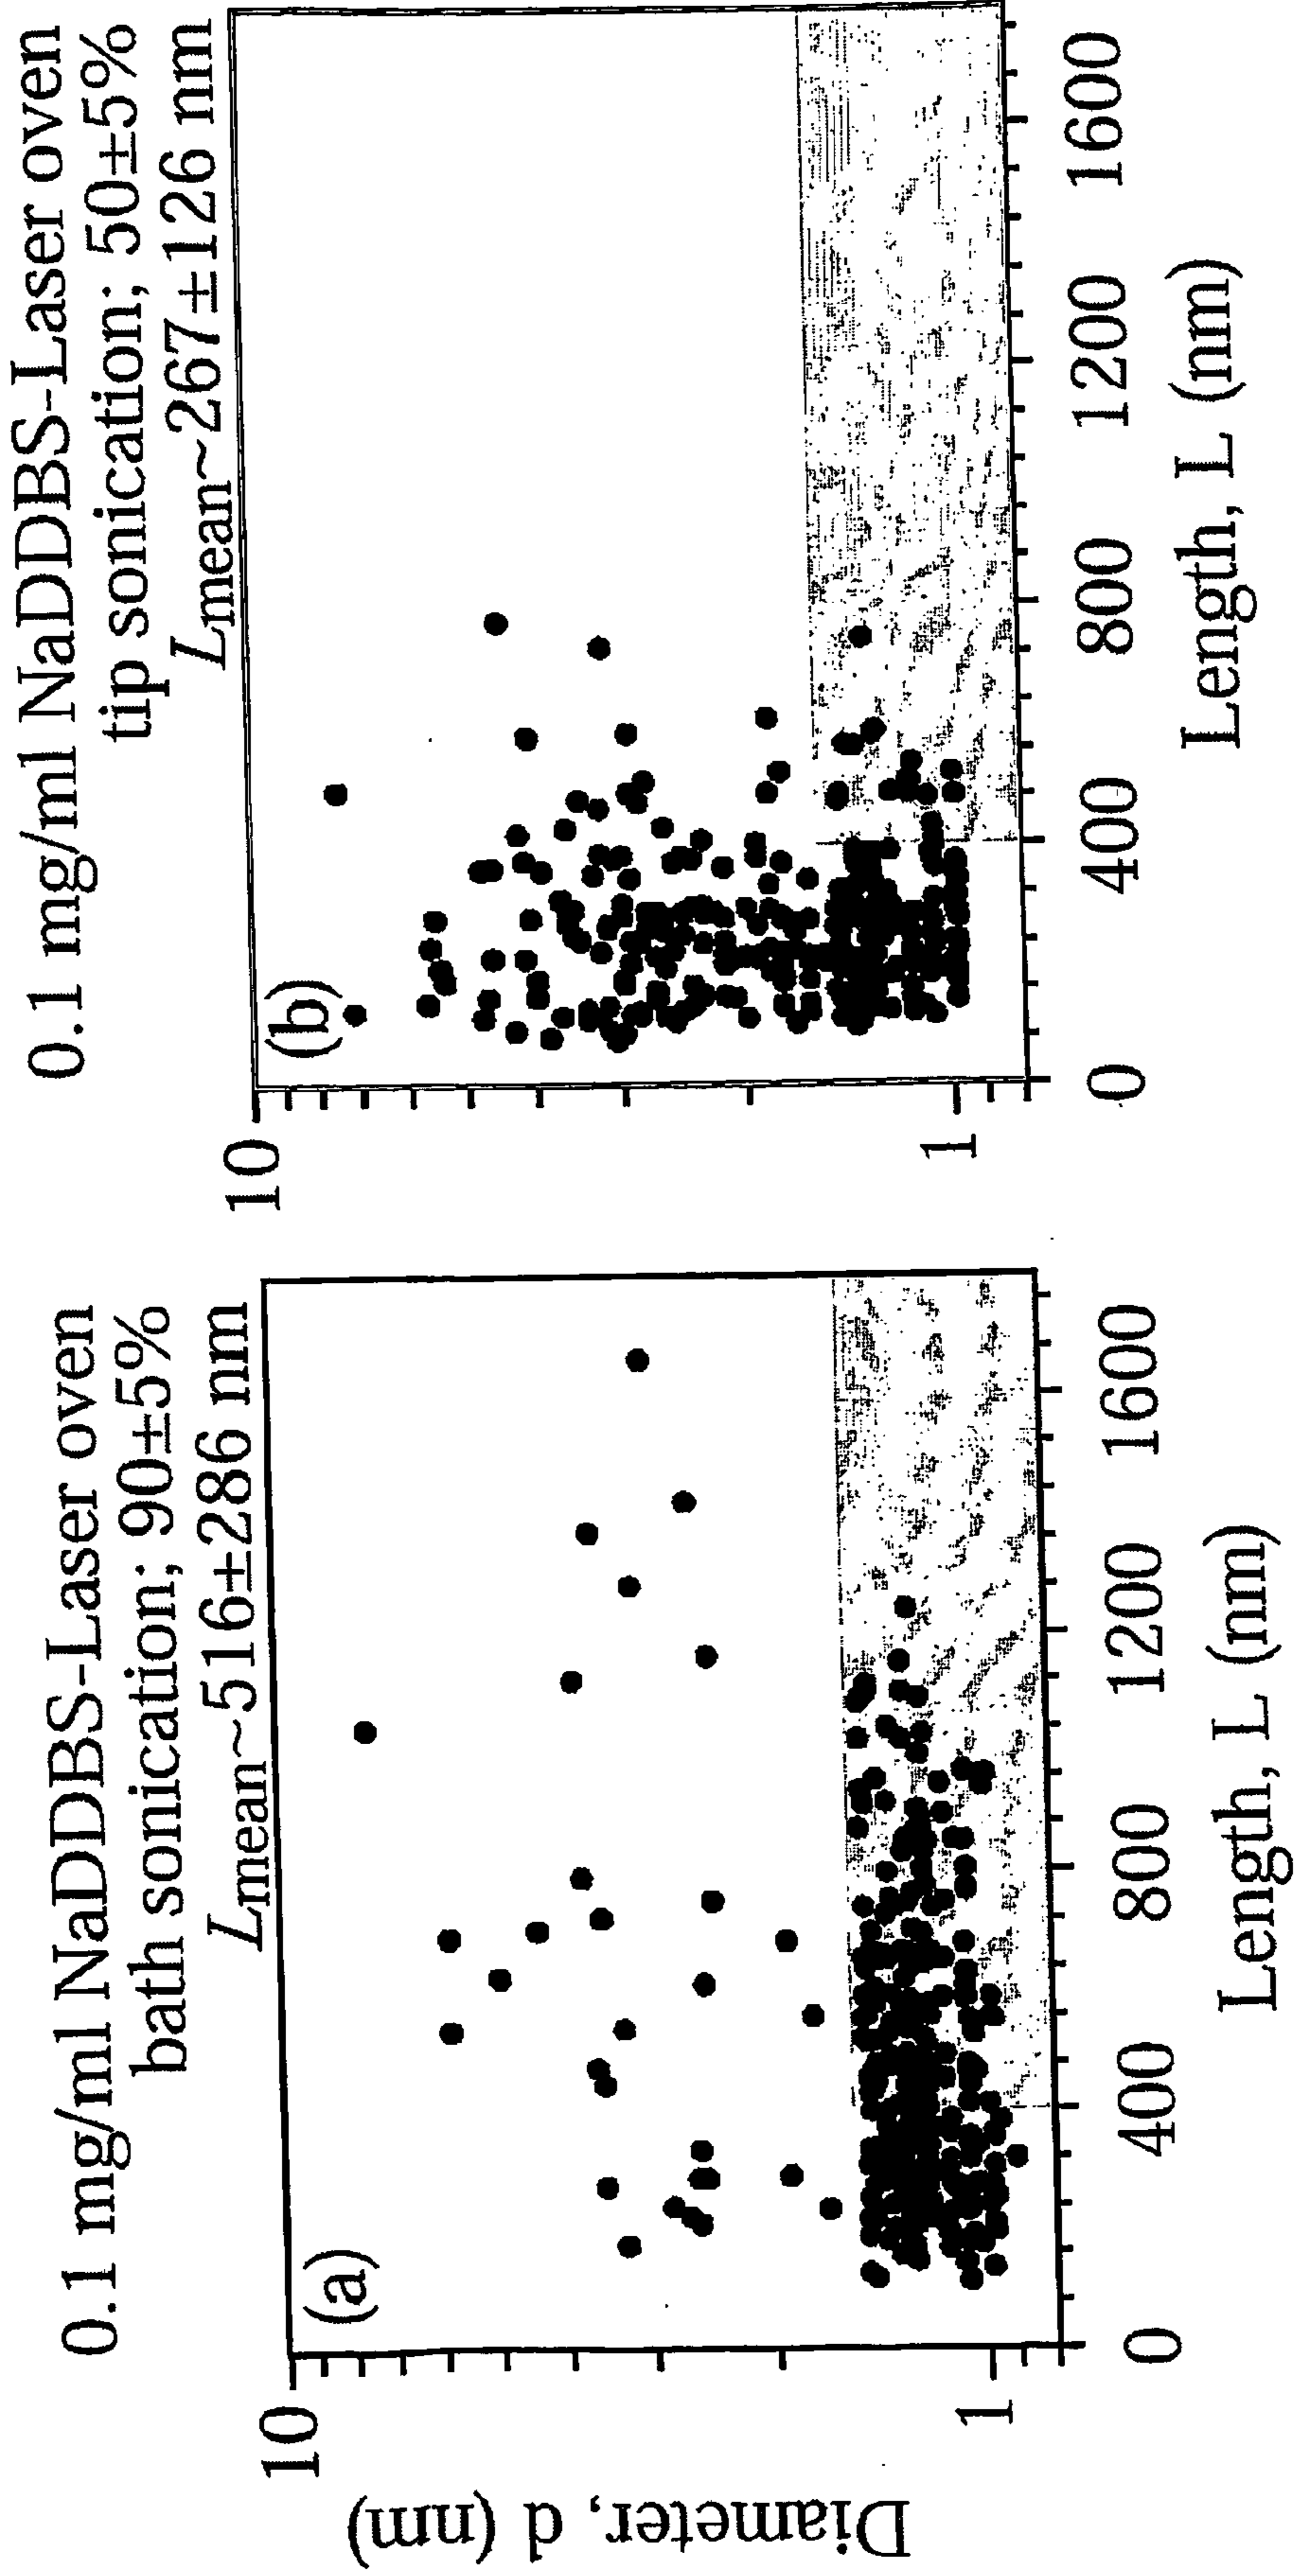 0.1 mg/ml NaDDBS-Laser oven
bath sonication; 90±5%
Lmean~516±286 nm
(a)
10
1
Diameter, d (nm)
0
400
800
1200
1600
Length, L (nm)
0.1 mg/ml NaDDBS-Laser oven
tip sonication; 50±5%
Lmean~267±126 nm
(b)
10
1
0
400
800
1200
1600
Length, L (nm)